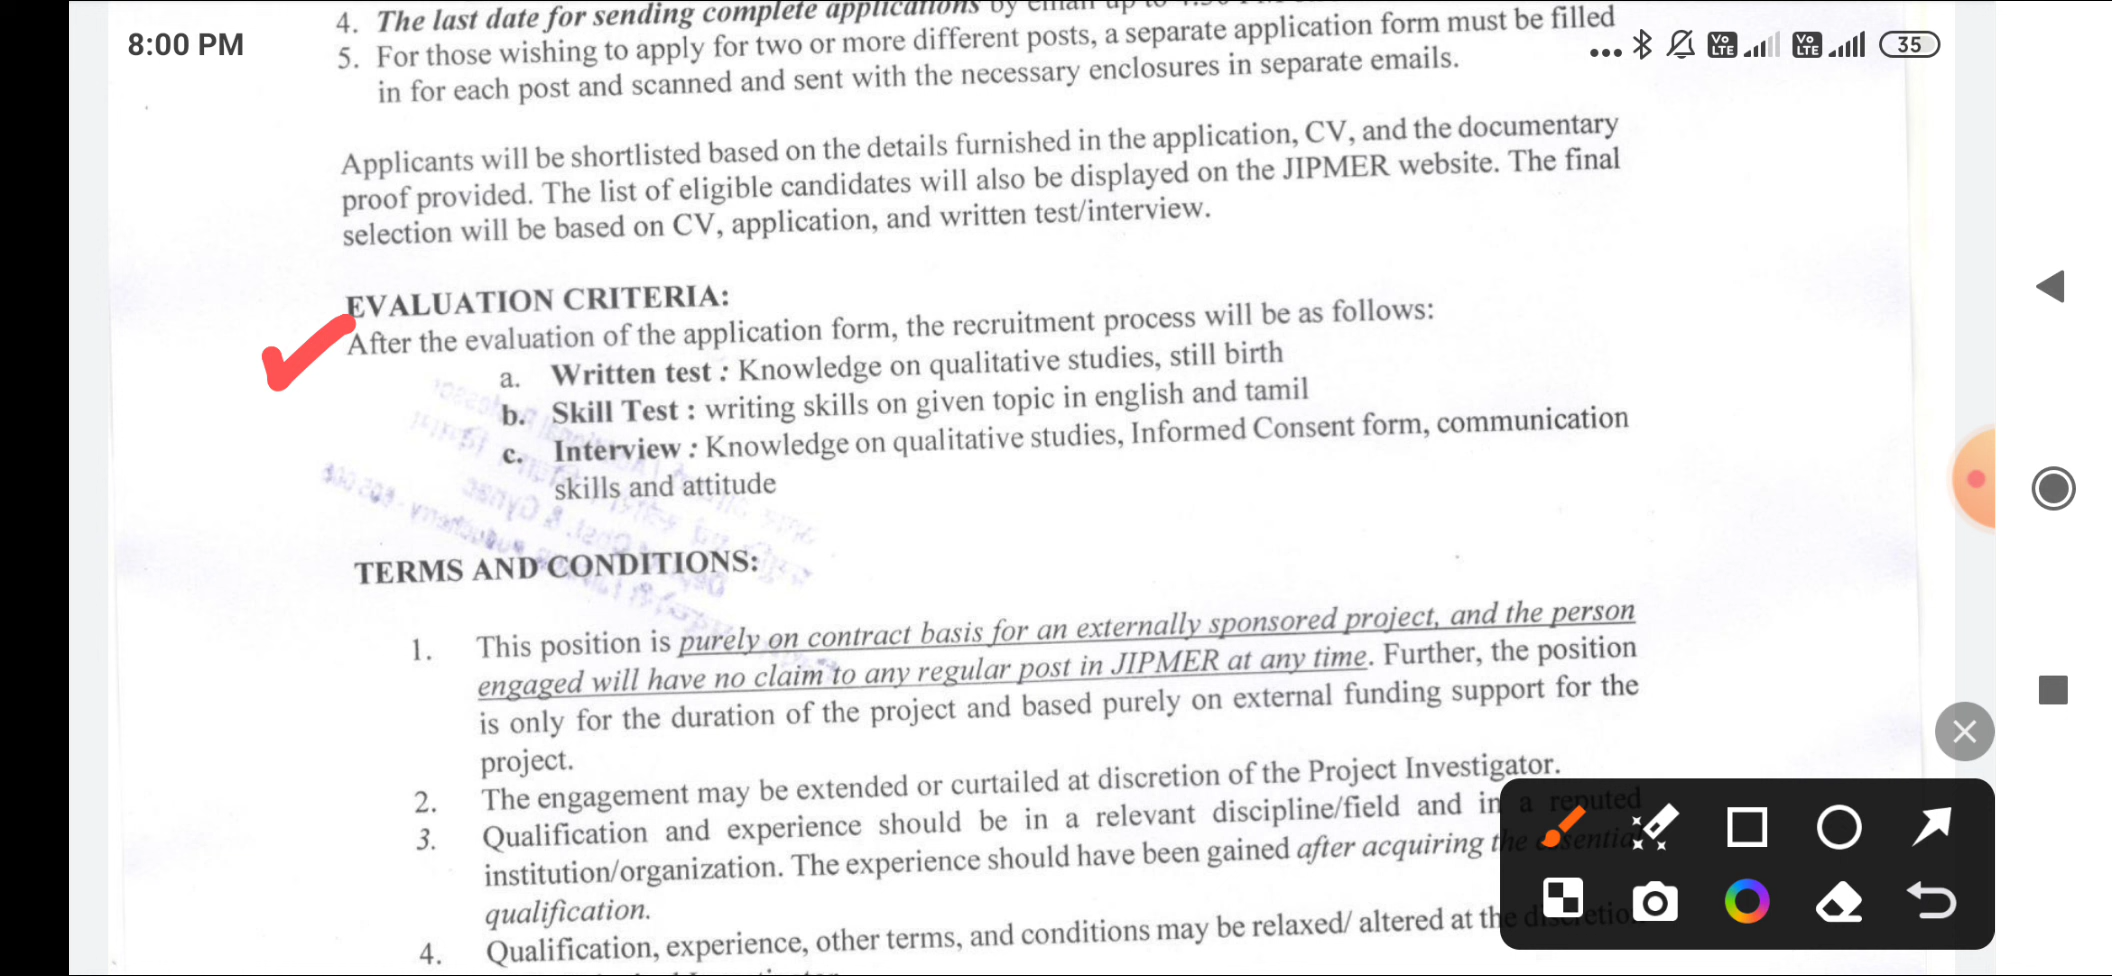 4. The last date for sending complete applications by email up to
8:00 PM
5. For those wishing to apply for two or more different posts, a separate application form must be filled
in for each post and scanned and sent with the necessary enclosures in separate emails.
Vo LTE
Vo LTE
35
Applicants will be shortlisted based on the details furnished in the application, CV, and the documentary
proof provided. The list of eligible candidates will also be displayed on the JIPMER website. The final
selection will be based on CV, application, and written test/interview.
EVALUATION CRITERIA:
After the evaluation of the application form, the recruitment process will be as follows:
a. Written test : Knowledge on qualitative studies, still birth
b. Skill Test : writing skills on given topic in english and tamil
c. Interview : Knowledge on qualitative studies, Informed Consent form, communication
skills and attitude
TERMS AND CONDITIONS:
1. This position is purely on contract basis for an externally sponsored project, and the person
engaged will have no claim to any regular post in JIPMER at any time. Further, the position
is only for the duration of the project and based purely on external funding support for the
project.
2. The engagement may be extended or curtailed at discretion of the Project Investigator.
3. Qualification and experience should be in a relevant discipline/field and in a reputed
institution/organization. The experience should have been gained after acquiring the essential
qualification.
4. Qualification, experience, other terms, and conditions may be relaxed/ altered at the